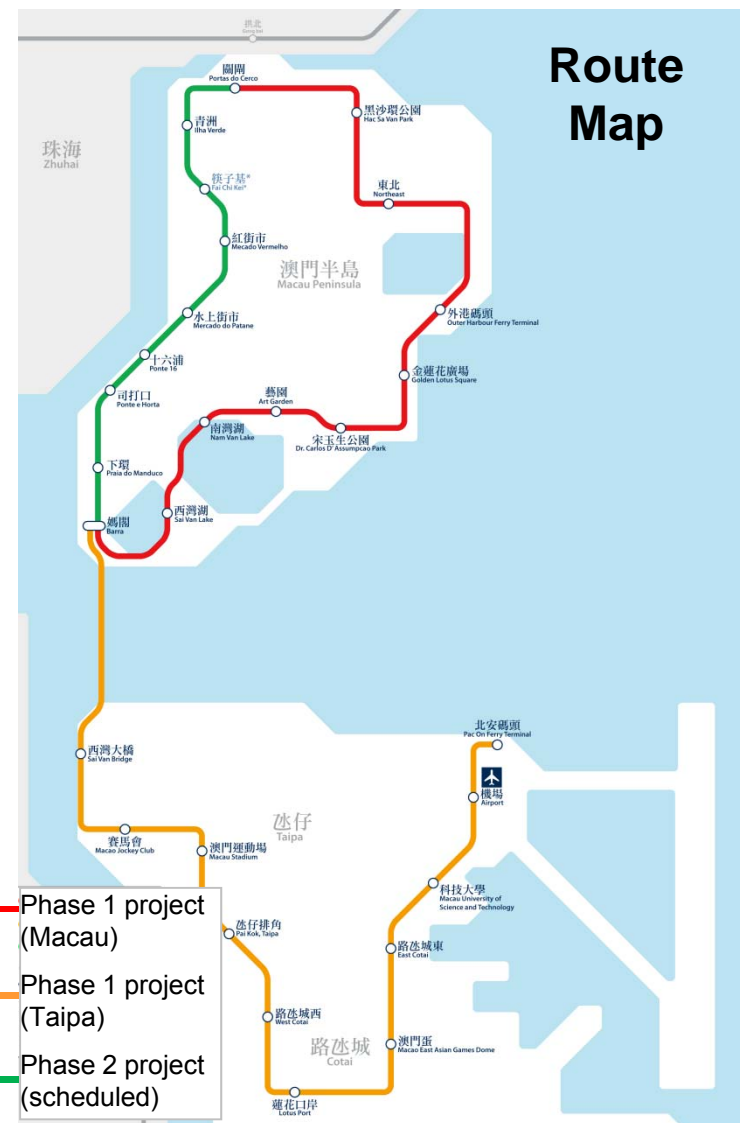 Route
Map
拱北
關閘
Portas do Cerco
青洲
Ilha Verde
黑沙環公園
Hac Sa Van Park
珠海
Zhuhai
筷子基*
Fai Chi Kei*
東北
Northeast
紅街市
Mecado Vermelho
澳門半島
Macau Peninsula
水上街市
Mercado do Patane
外港碼頭
Outer Harbour Ferry Terminal
十六浦
Ponte 16
金蓮花廣場
Golden Lotus Square
司打口
Ponte e Horta
藝園
Art Garden
南灣湖
Nam Van Lake
宋玉生公園
Dr. Carlos D' Assumpcao Park
下環
Praia do Manduco
西灣湖
Sai Van Lake
媽閣
Barra
北安碼頭
Pac On Ferry Terminal
西灣大橋
Sai Van Bridge
機場
Airport
氹仔
Taipa
賽馬會
Macao Jockey Club
澳門運動場
Macau Stadium
科技大學
Macau University of
Science and Technology
氹仔排角
Pai Kok, Taipa
路氹城東
East Cotai
路氹城西
West Cotai
路氹城
Cotai
澳門蛋
Macao East Asian Games Dome
蓮花口岸
Lotus Port
Phase 1 project
(Macau)
Phase 1 project
(Taipa)
Phase 2 project
(scheduled)